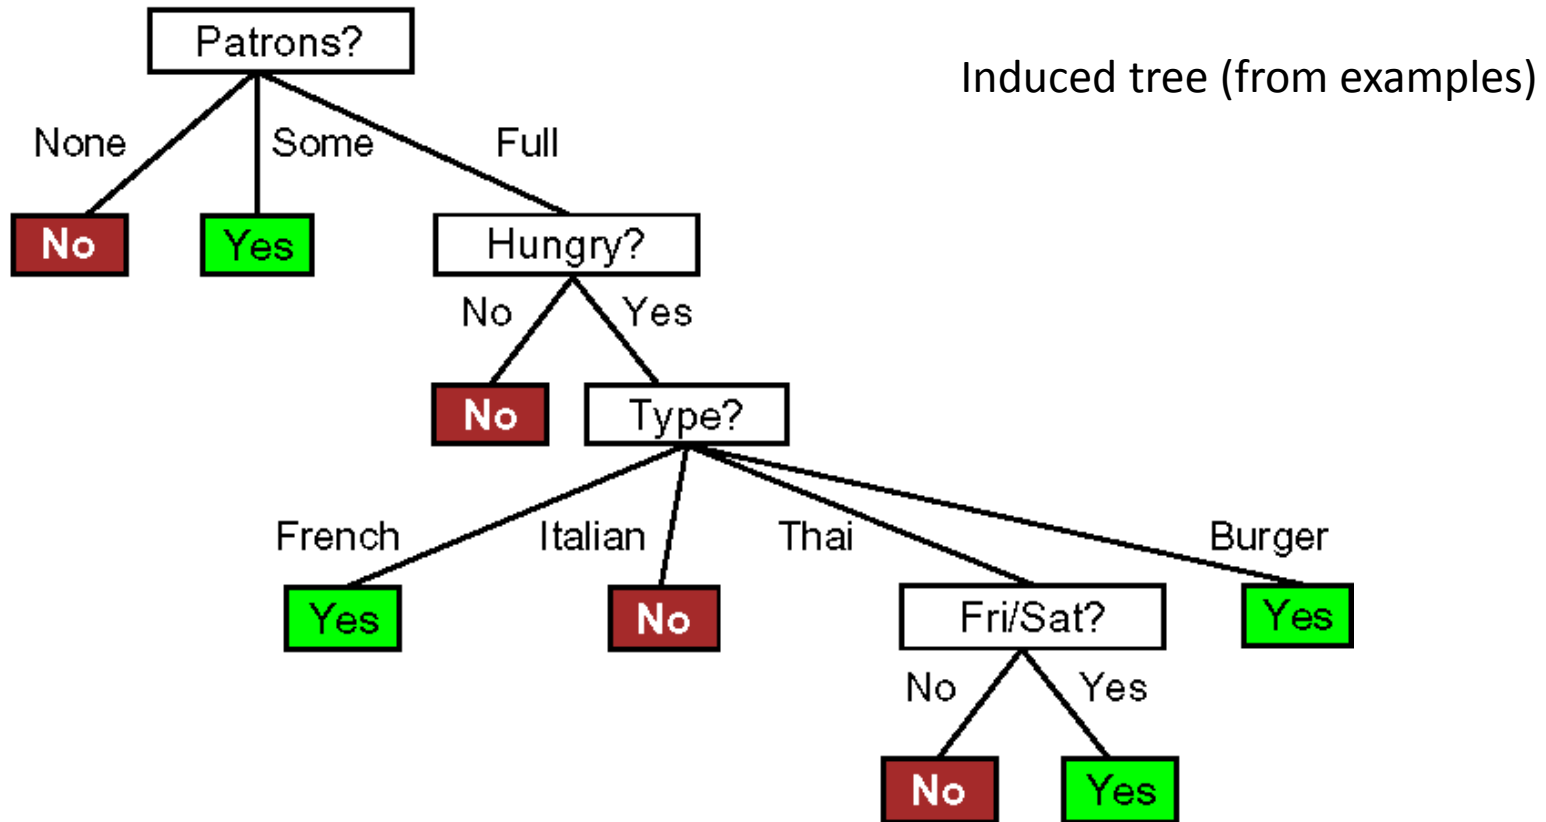 Patrons?
Induced tree (from examples)
None Some Full
No Yes Hungry?
No Yes
No Type?
French Italian Thai Burger
Yes No Fri/Sat? Yes
No Yes
No Yes